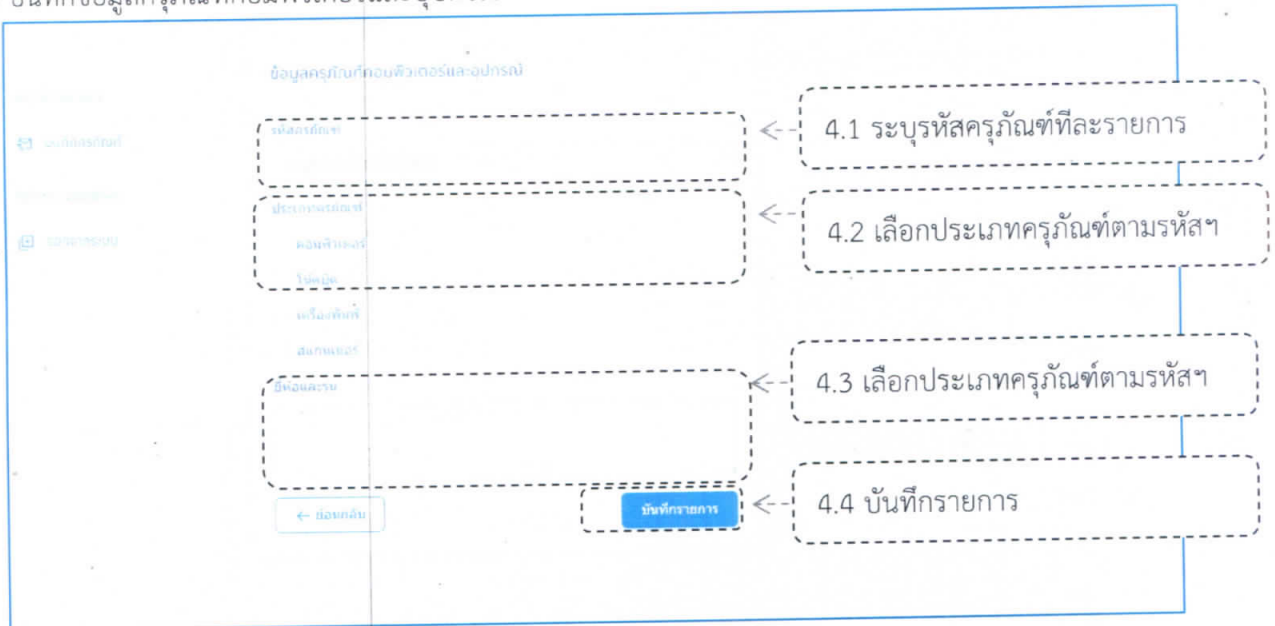 ข้อมูลครุภัณฑ์คอมพิวเตอร์และอุปกรณ์
รหัสครุภัณฑ์
4.1 ระบุรหัสครุภัณฑ์ทีละรายการ
ประเภทครุภัณฑ์
4.2 เลือกประเภทครุภัณฑ์ตามรหัสฯ
คอมพิวเตอร์
โน๊ตบุ๊ค
เครื่องพิมพ์
สแกนเนอร์
ยี่ห้อและรุ่น
4.3 เลือกประเภทครุภัณฑ์ตามรหัสฯ
← ย้อนกลับ
บันทึกรายการ
4.4 บันทึกรายการ